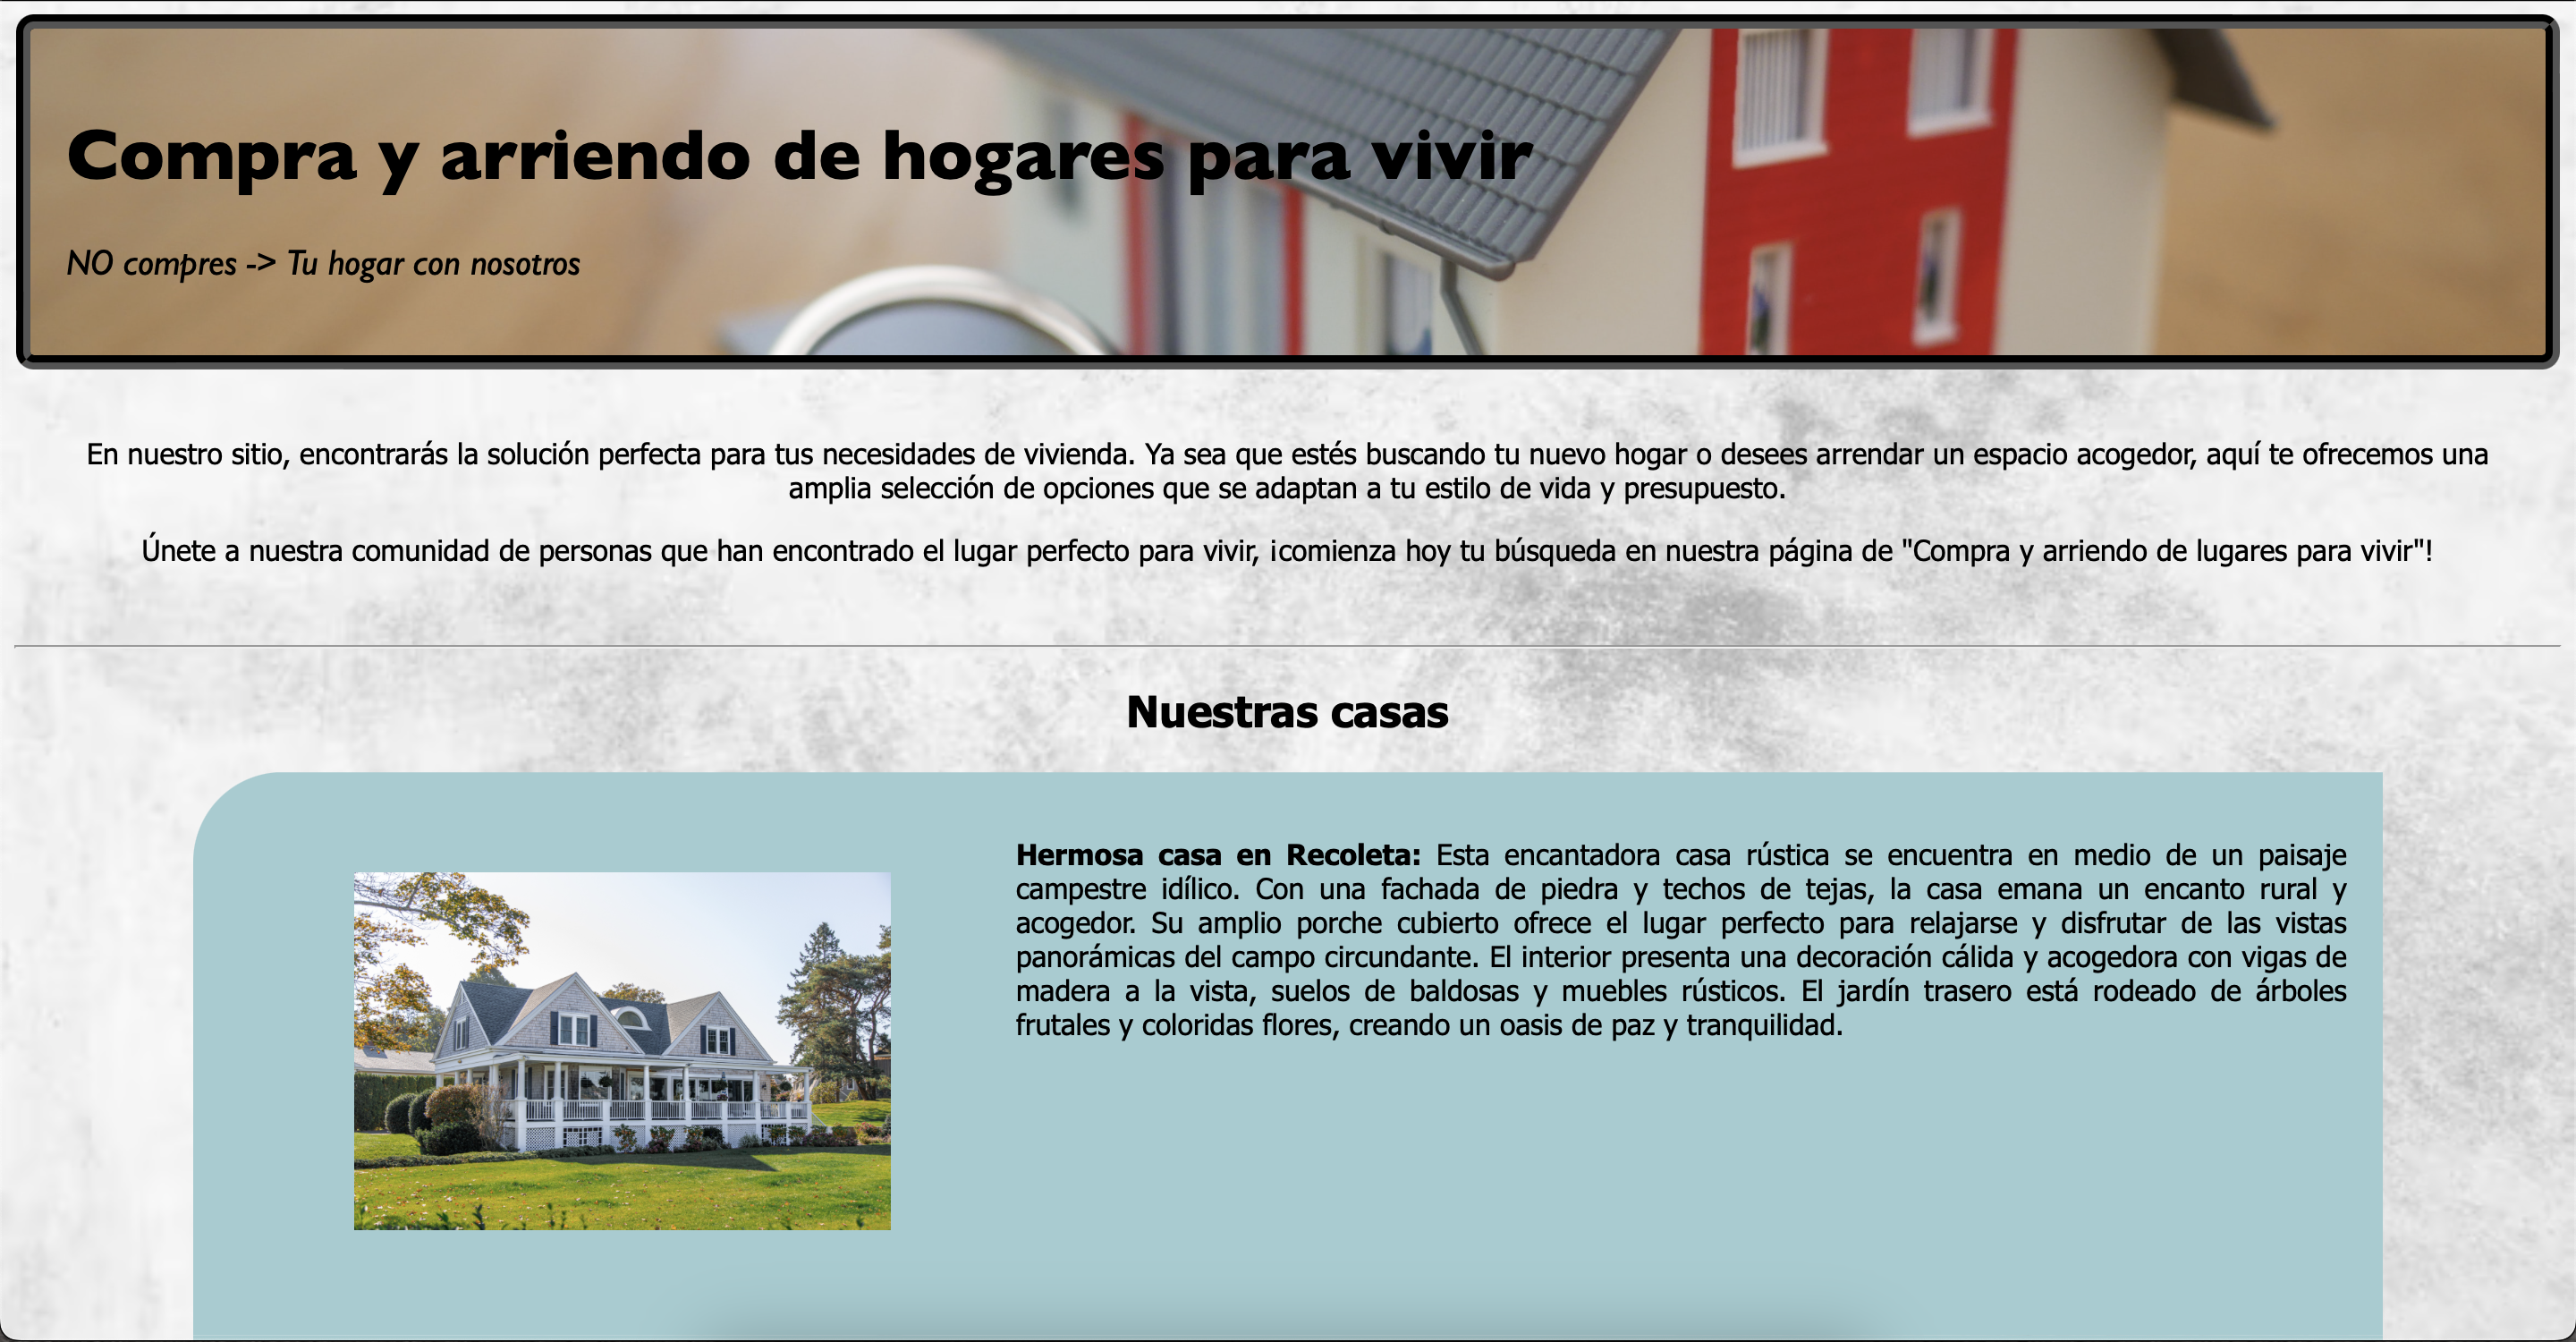 Compra y arriendo de hogares para vivir
NO compres -> Tu hogar con nosotros
En nuestro sitio, encontrarás la solución perfecta para tus necesidades de vivienda. Ya sea que estés buscando tu nuevo hogar o desees arrendar un espacio acogedor, aquí te ofrecemos una
amplia selección de opciones que se adaptan a tu estilo de vida y presupuesto.
Únete a nuestra comunidad de personas que han encontrado el lugar perfecto para vivir, ¡comienza hoy tu búsqueda en nuestra página de "Compra y arriendo de lugares para vivir"!
Nuestras casas
Hermosa casa en Recoleta: Esta encantadora casa rústica se encuentra en medio de un paisaje
campestre idílico. Con una fachada de piedra y techos de tejas, la casa emana un encanto rural y
acogedor. Su amplio porche cubierto ofrece el lugar perfecto para relajarse y disfrutar de las vistas
panorámicas del campo circundante. El interior presenta una decoración cálida y acogedora con vigas de
madera a la vista, suelos de baldosas y muebles rústicos. El jardín trasero está rodeado de árboles
frutales y coloridas flores, creando un oasis de paz y tranquilidad.